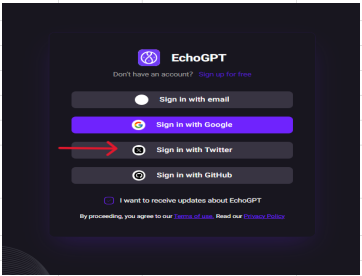 EchoGPT
Don't have an account? Sign up for free
Sign in with email
Sign in with Google
Sign in with Twitter
Sign in with GitHub
I want to receive updates about EchoGPT
By proceeding, you agree to our Terms of use. Read our Privacy Policy